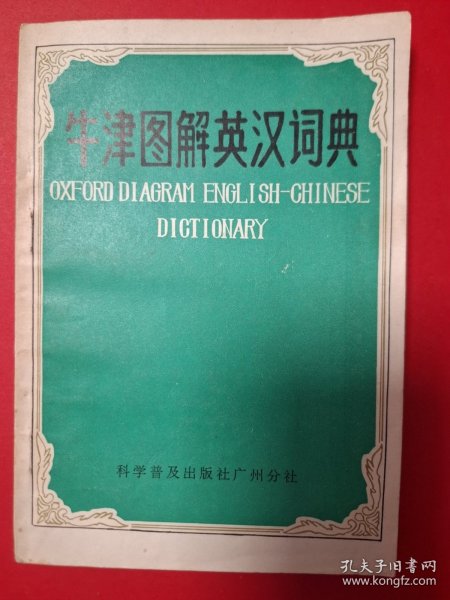 牛津图解英汉词典
OXFORD DIAGRAM ENGLISH-CHINESE
DICTIONARY
科学普及出版社广州分社
孔夫子旧书网
www.kongfz.com